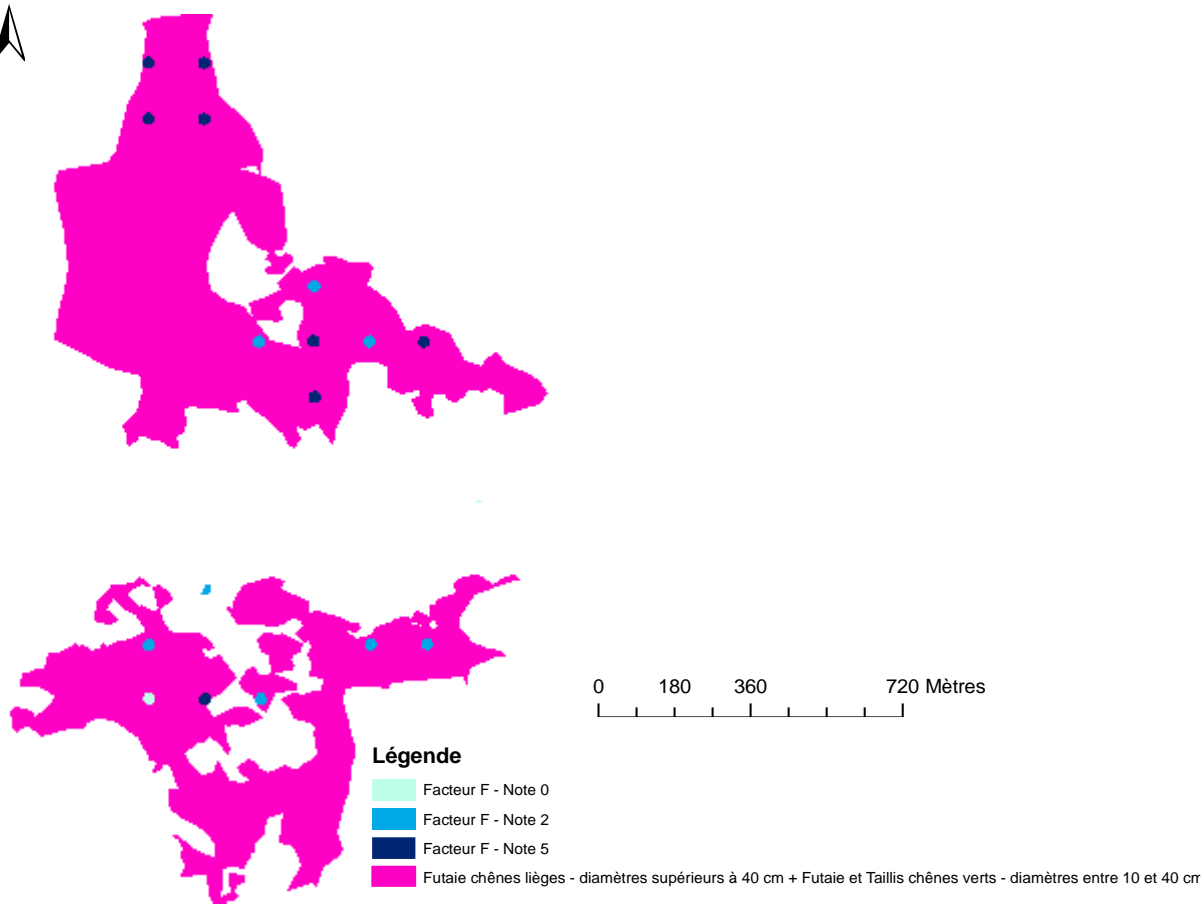 0 180 360 720 Mètres
Légende
Facteur F - Note 0
Facteur F - Note 2
Facteur F - Note 5
Futaie chênes lièges - diamètres supérieurs à 40 cm + Futaie et Taillis chênes verts - diamètres entre 10 et 40 cm